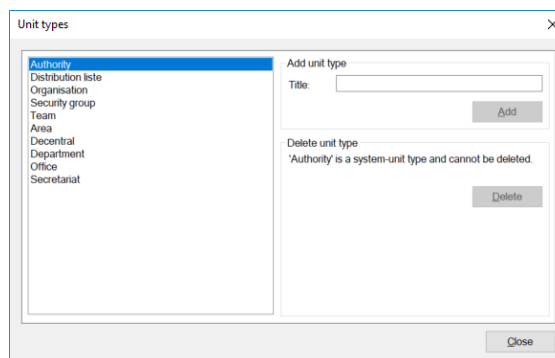 Unit types
Authority
Distribution liste
Organisation
Security group
Team
Area
Decentral
Department
Office
Secretariat
Add unit type
Title:
Add
Delete unit type
'Authority' is a system-unit type and cannot be deleted.
Delete
Close